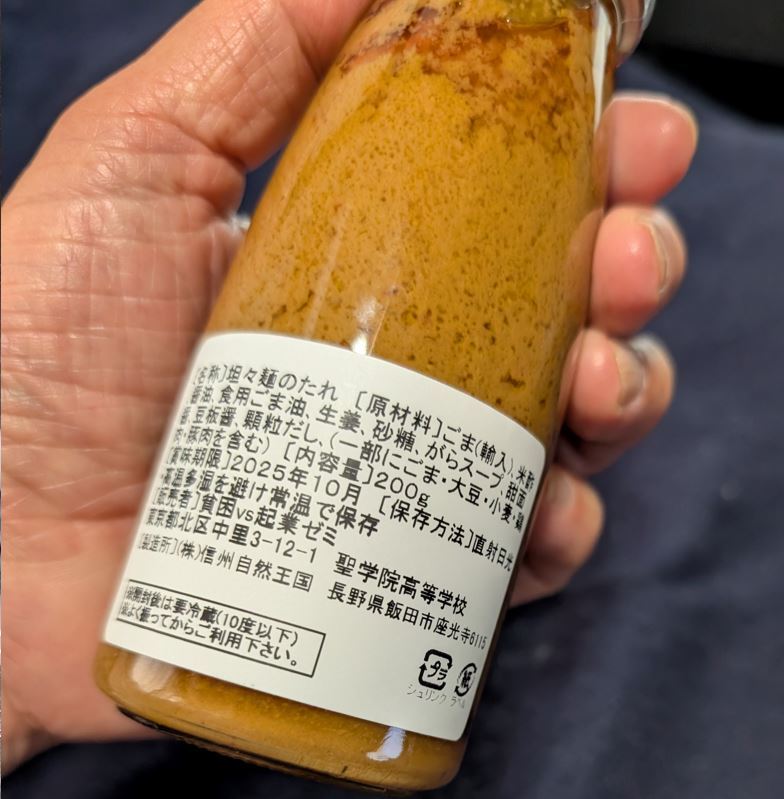 [名称]坦々麺のたれ [原材料]ごま(輸入)、米酢
醤油、食用ごま油、生姜、砂糖、がらスープ、甜面
醤、豆板醤、顆粒だし、(一部にごま・大豆・小麦・鶏
肉・豚肉を含む) [内容量]200g
[賞味期限]2025年10月 [保存方法]直射日光
・高温多湿を避け常温で保存
[販売者]貧困vs起業ゼミ
東京都北区中里3-12-1 聖学院高等学校
[製造所](株)信州自然王国 長野県飯田市座光寺6115
開封後は要冷蔵(10度以下)
よく振ってからご利用下さい。
プラ 紙
シュリンク ラベル